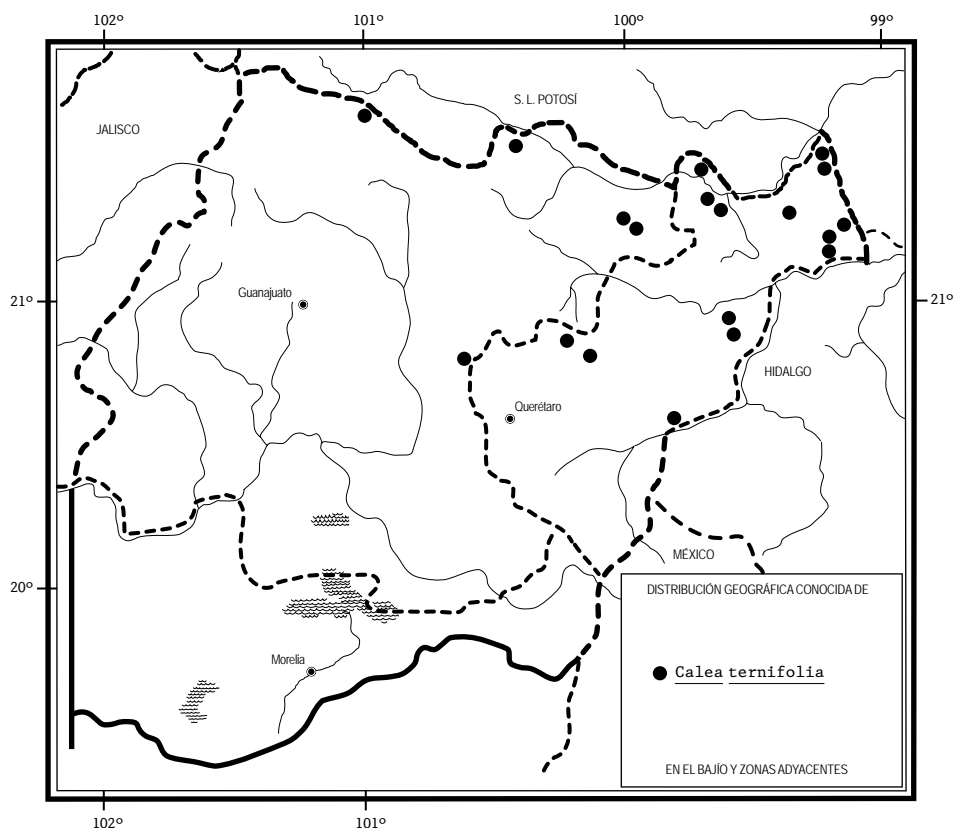 102º 101º 100º 99º
S. L. POTOSÍ
JALISCO
Guanajuato
21º 21º
HIDALGO
Querétaro
MÉXICO
20º
DISTRIBUCIÓN GEOGRÁFICA CONOCIDA DE
Morelia
Calea ternifolia
EN EL BAJÍO Y ZONAS ADYACENTES
102º 101º